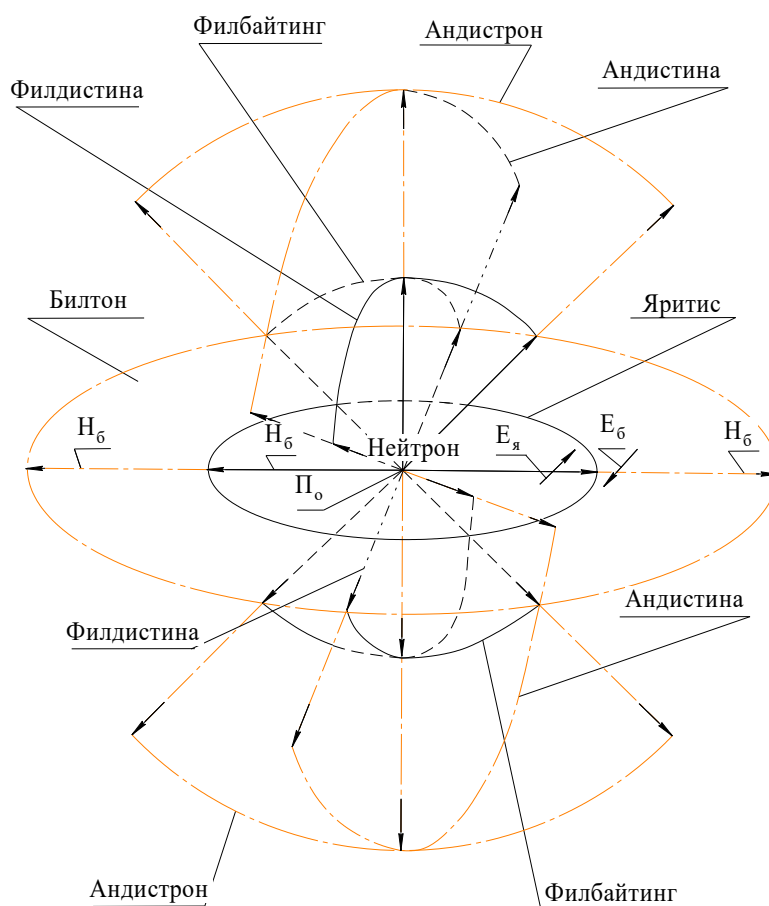 Филбайтинг
Андистрон
Андистина
Филдистина
Билтон
Яритис
Нб
Нб
Нейтрон
Ея
Еб
Нб
По
Филдистина
Андистина
Андистрон
Филбайтинг